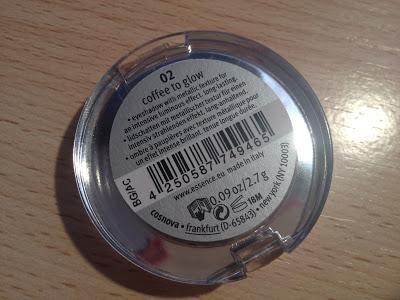 02
coffee to glow
• eyeshadow with metallic texture for
an intensive luminous effect. long lasting.
• lidschatten mit metallischer textur für einen
intensiv strahlenden effekt. lang-anhaltend.
• ombre à paupières avec texture métallique pour
un effet intense brillant. tenue longue durée.
4 250587 749465
RGAC
www.essence.eu made in italy
0.09 oz/2.7 g
18M
cosnova • frankfurt (D-65843) • new york (NY 10003)